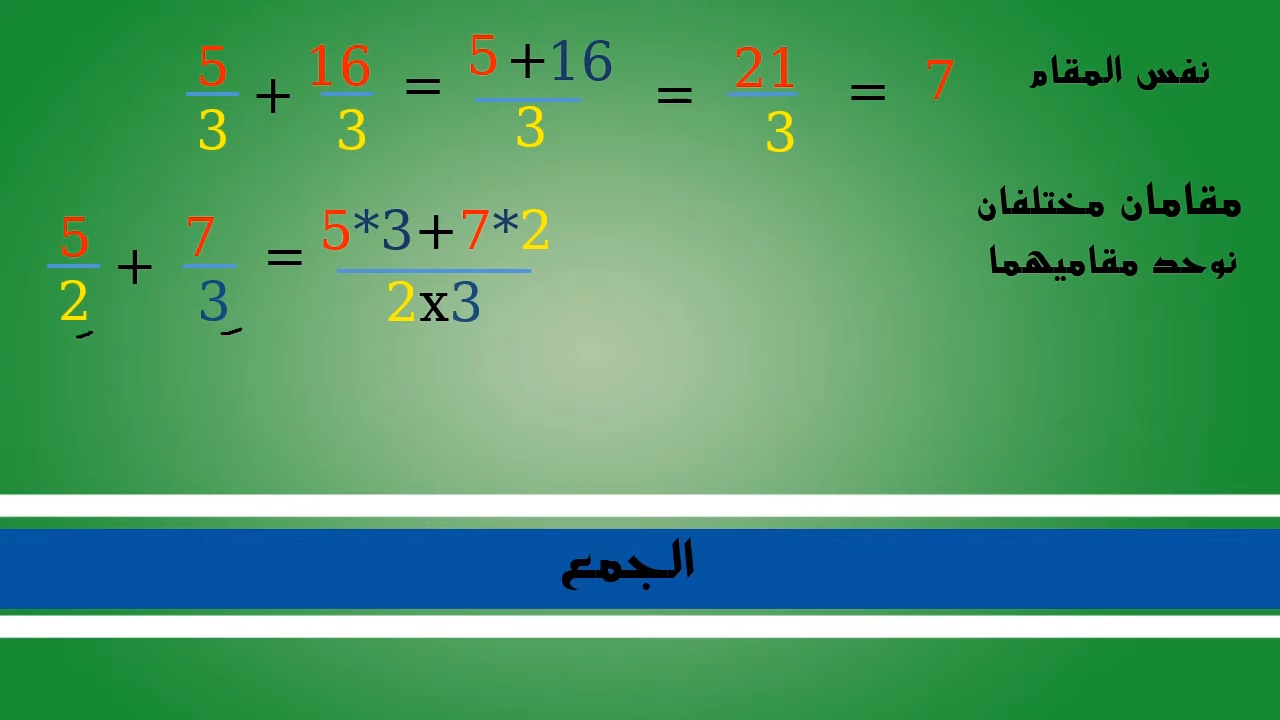 5/3 + 16/3 = 5+16/3 = 21/3 = 7 نفس المقام
مقامان مختلفان
5/2 + 7/3 = 5*3+7*2/2x3
نوحد مقاميهما
الجمع